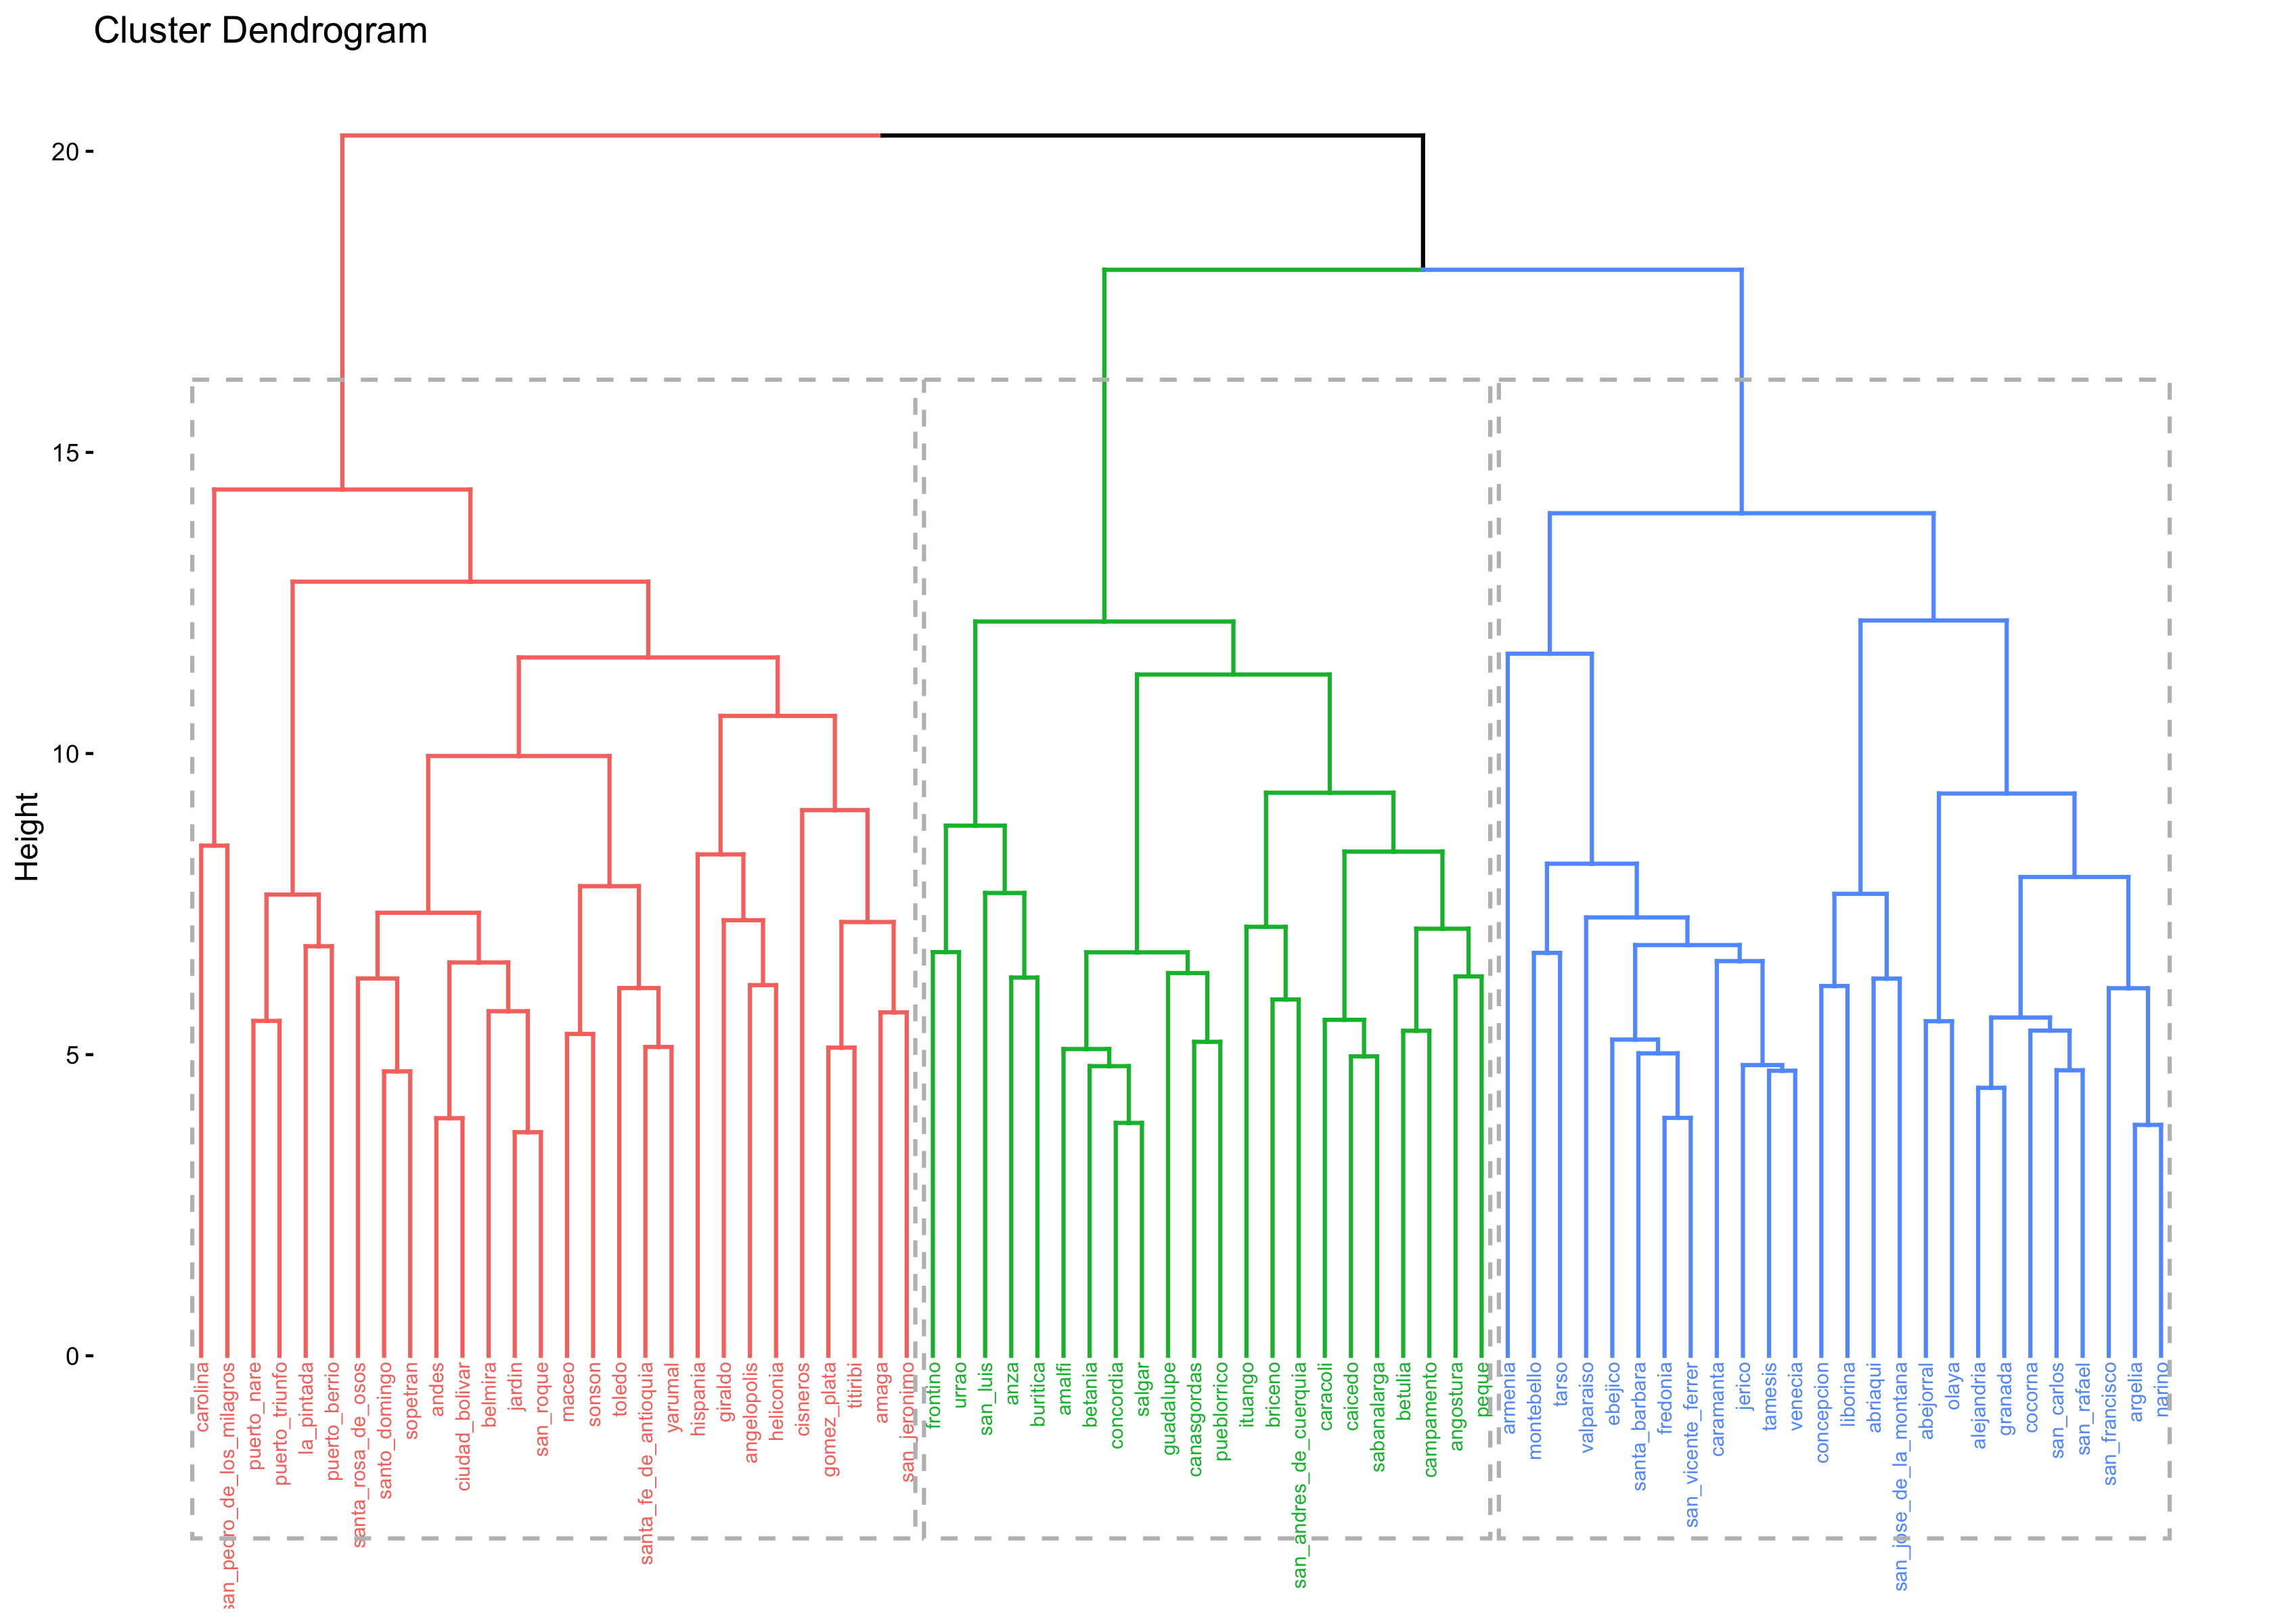 Cluster Dendrogram
Height
20
15
10
5
0
carolina
san_pedro_de_los_milagros
puerto_nare
puerto_triunfo
la_pintada
puerto_berrio
santa_rosa_de_osos
santo_domingo
sopetran
andes
ciudad_bolivar
belmira
jardin
san_roque
maceo
sonson
toledo
santa_fe_de_antioquia
yarumal
hispania
giraldo
angelopolis
heliconia
cisneros
gomez_plata
titiribi
amaga
san_jeronimo
frontino
urrao
san_luis
anza
buritica
amalfi
betania
concordia
salgar
guadalupe
canasgordas
pueblorrico
ituango
briceno
san_andres_de_cuerquia
caracoli
caicedo
sabanalarga
betulia
campamento
angostura
peque
armenia
montebello
tarso
valparaiso
ebejico
santa_barbara
fredonia
san_vicente_ferrer
caramanta
jerico
tamesis
venecia
concepcion
liborina
abriaqui
san_jose_de_la_montana
abejorral
olaya
alejandria
granada
cocorna
san_carlos
san_rafael
san_francisco
argelia
narino